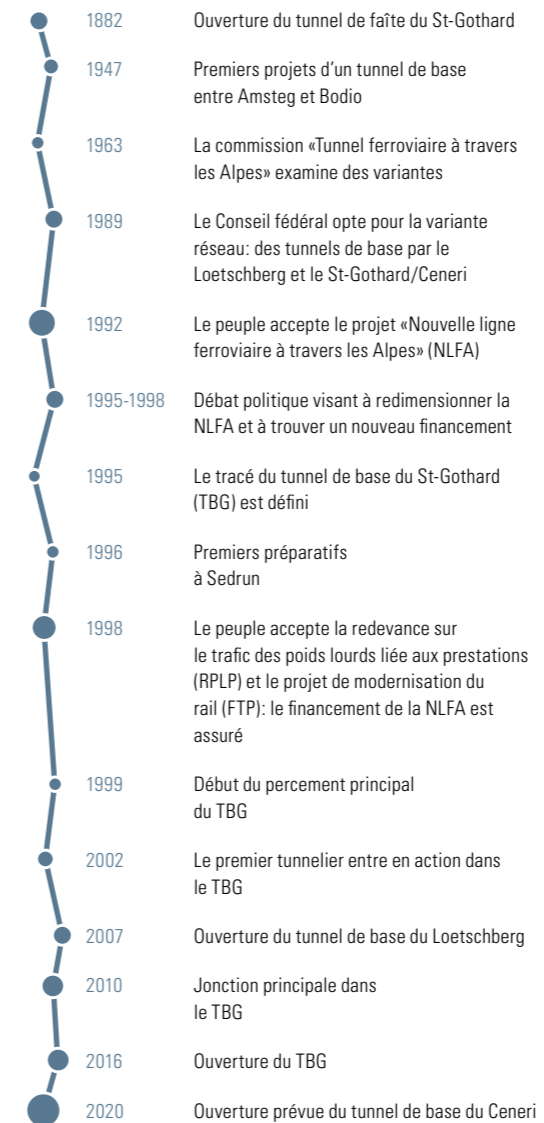 1882 Ouverture du tunnel de faîte du St-Gothard
1947 Premiers projets d’un tunnel de base
entre Amsteg et Bodio
1963 La commission «Tunnel ferroviaire à travers
les Alpes» examine des variantes
1989 Le Conseil fédéral opte pour la variante
réseau: des tunnels de base par le
Loetschberg et le St-Gothard/Ceneri
1992 Le peuple accepte le projet «Nouvelle ligne
ferroviaire à travers les Alpes» (NLFA)
1995-1998 Débat politique visant à redimensionner la
NLFA et à trouver un nouveau financement
1995 Le tracé du tunnel de base du St-Gothard
(TBG) est défini
1996 Premiers préparatifs
à Sedrun
1998 Le peuple accepte la redevance sur
le trafic des poids lourds liée aux prestations
(RPLP) et le projet de modernisation du
rail (FTP): le financement de la NLFA est
assuré
1999 Début du percement principal
du TBG
2002 Le premier tunnelier entre en action dans
le TBG
2007 Ouverture du tunnel de base du Loetschberg
2010 Jonction principale dans
le TBG
2016 Ouverture du TBG
2020 Ouverture prévue du tunnel de base du Ceneri